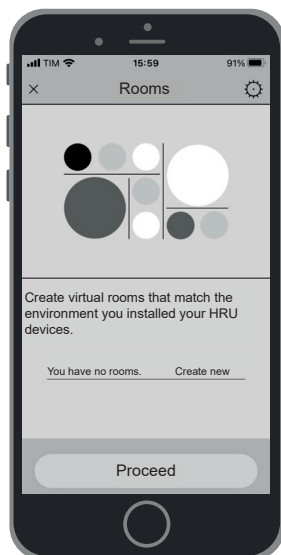 TIM 15:59 91%
× Rooms
Create virtual rooms that match the
environment you installed your HRU
devices.
You have no rooms. Create new
Proceed